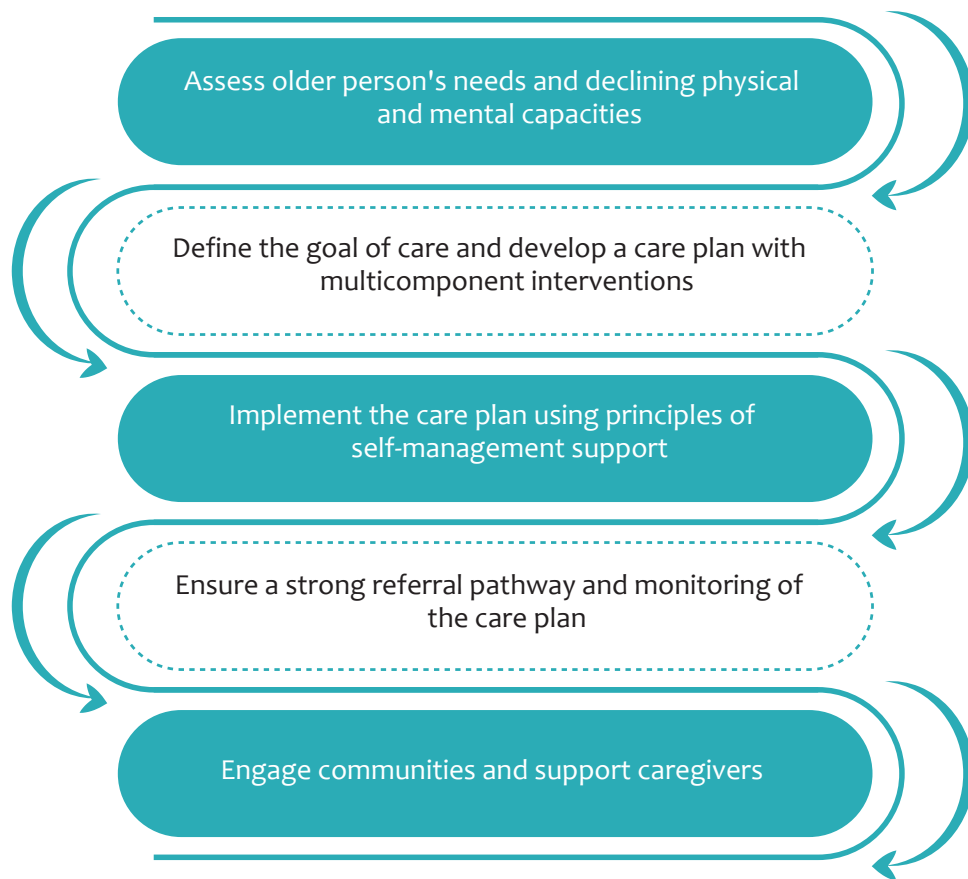 Assess older person's needs and declining physical
and mental capacities
Define the goal of care and develop a care plan with
multicomponent interventions
Implement the care plan using principles of
self-management support
Ensure a strong referral pathway and monitoring of
the care plan
Engage communities and support caregivers